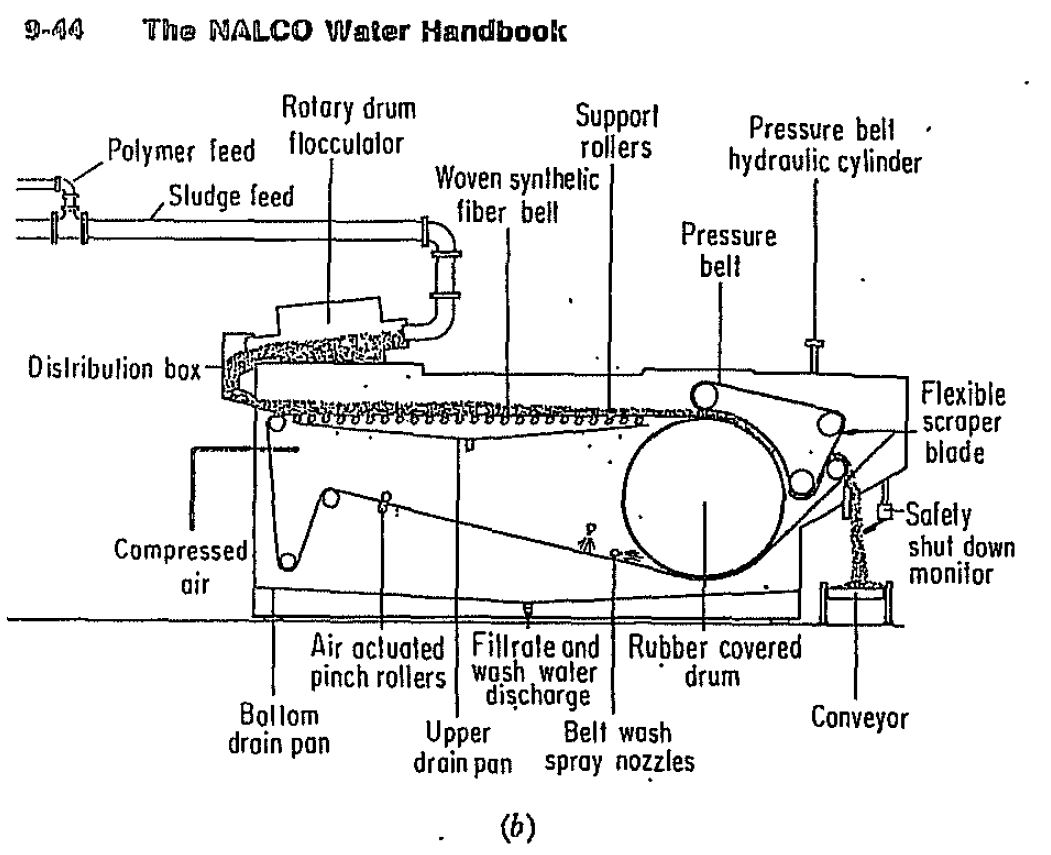 9-44 The NALCO Water Handbook
Rotary drum
flocculator
Support
rollers
Pressure belt
hydraulic cylinder
Polymer feed
Woven synthetic
fiber belt
Sludge feed
Pressure
belt
Distribution box
Flexible
scraper
blade
Safety
shut down
monitor
Compressed
air
Air actuated
pinch rollers
Filtrate and
wash water
discharge
Rubber covered
drum
Bottom
drain pan
Upper
drain pan
Belt wash
spray nozzles
Conveyor
(b)